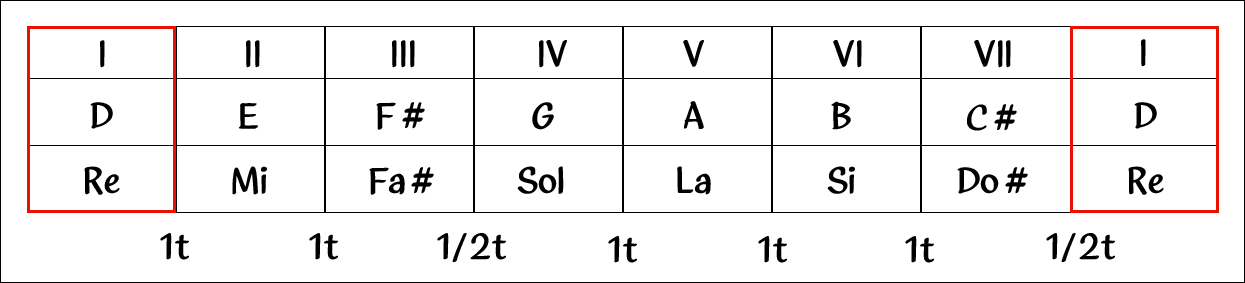 I II III IV V VI VII I
D E F# G A B C# D
Re Mi Fa# Sol La Si Do# Re
1t 1t 1/2t 1t 1t 1t 1/2t